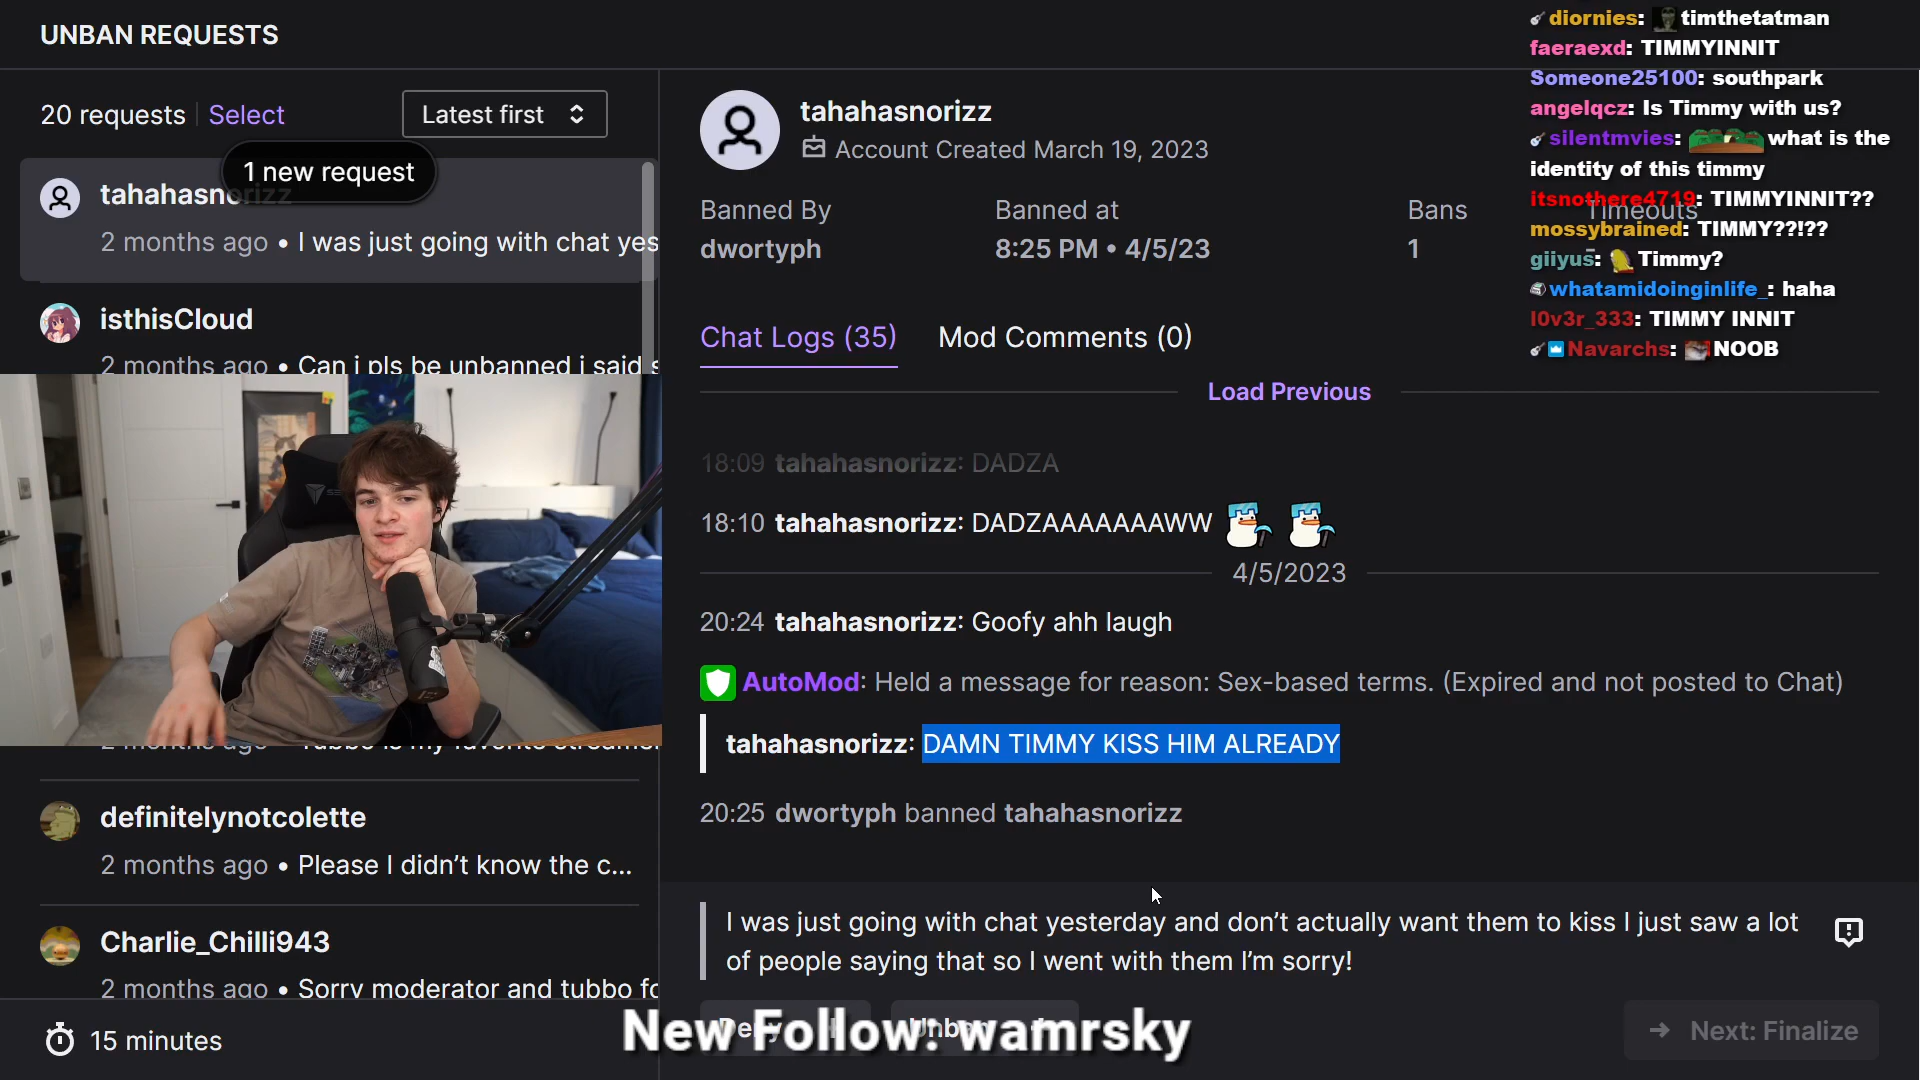 UNBAN REQUESTS
20 requests
Select
Latest first
1 new request
tahahasnorizz
2 months ago • I was just going with chat yes
isthisCloud
2 months ago • Can i pls be unbanned i said s
definitelynotcolette
2 months ago • Please I didn't know the c...
Charlie_Chilli943
2 months ago • Sorry moderator and tubbo fo
15 minutes
tahahasnorizz
Account Created March 19, 2023
Banned By
dwortyph
Banned at
8:25 PM • 4/5/23
Bans
1
Timeouts
Chat Logs (35)
Mod Comments (0)
Load Previous
18:09 tahahasnorizz: DADZA
18:10 tahahasnorizz: DADZAAAAAAAWW
4/5/2023
20:24 tahahasnorizz: Goofy ahh laugh
AutoMod: Held a message for reason: Sex-based terms. (Expired and not posted to Chat)
tahahasnorizz: DAMN TIMMY KISS HIM ALREADY
20:25 dwortyph banned tahahasnorizz
I was just going with chat yesterday and don't actually want them to kiss I just saw a lot
of people saying that so I went with them I'm sorry!
Deny
Unban
New Follow: wamrsky
Next: Finalize
diornies: timthetatman
faeraexd: TIMMYINNIT
Someone25100: southpark
angelqcz: Is Timmy with us?
silentmvies: what is the
identity of this timmy
itsnothere4719: TIMMYINNIT??
mossybrained: TIMMY??!??
giiyus: Timmy?
whatamidoinginlife_: haha
l0v3r_333: TIMMY INNIT
Navarchs: NOOB